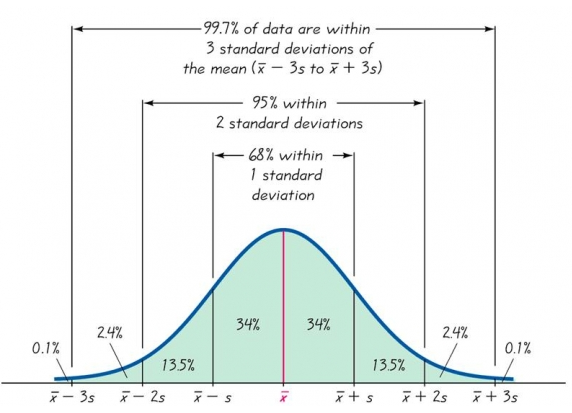 99.7% of data are within
3 standard deviations of
the mean (x̅ − 3s to x̅ + 3s)
95% within
2 standard deviations
68% within
1 standard
deviation
34% 34%
0.1% 2.4% 13.5% 13.5% 2.4% 0.1%
x̅ − 3s x̅ − 2s x̅ − s x̅ x̅ + s x̅ + 2s x̅ + 3s